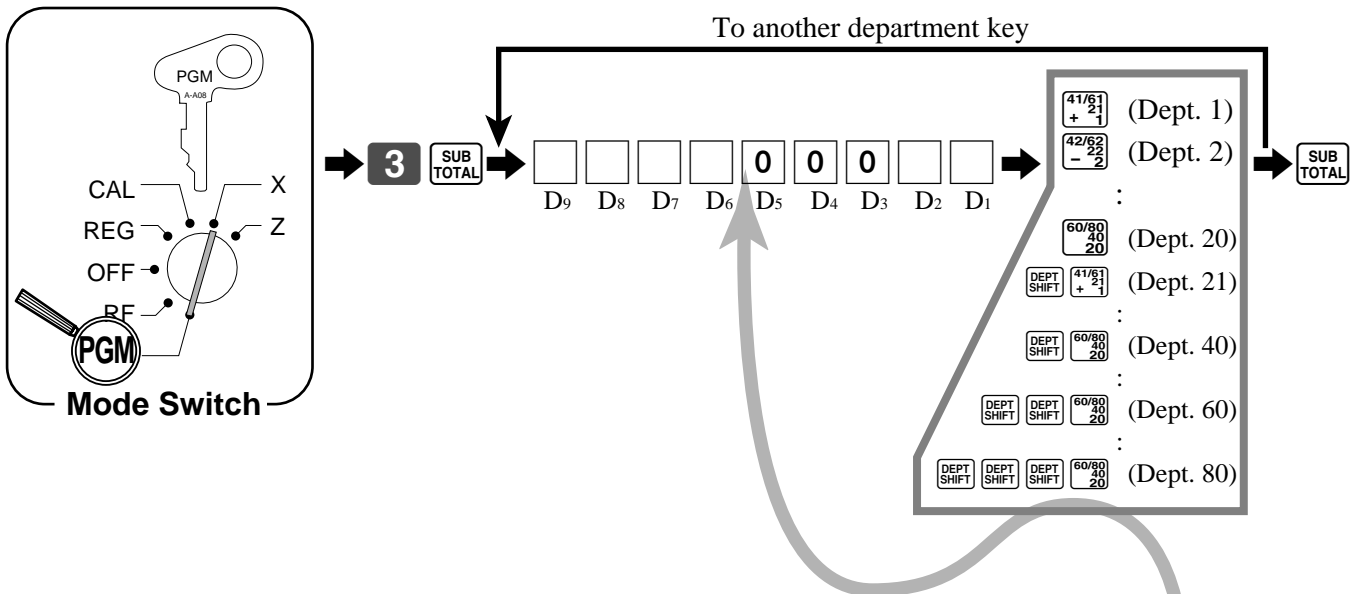 To another department key
PGM
A-A08
CAL
X
REG
Z
OFF
RF
PGM
Mode Switch
3
SUB
TOTAL
0 0 0
D9 D8 D7 D6 D5 D4 D3 D2 D1
41/61
21
+ 1
(Dept. 1)
42/62
22
− 2
(Dept. 2)
:
60/80
40
20
(Dept. 20)
DEPT
SHIFT
41/61
21
+ 1
(Dept. 21)
:
DEPT
SHIFT
60/80
40
20
(Dept. 40)
:
DEPT DEPT
SHIFT SHIFT
60/80
40
20
(Dept. 60)
:
DEPT DEPT DEPT
SHIFT SHIFT SHIFT
60/80
40
20
(Dept. 80)
SUB
TOTAL